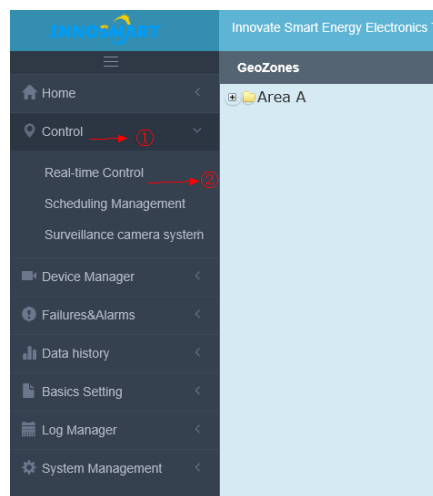 INNOSMART
Innovate Smart Energy Electronics
GeoZones
Area A
Home
Control ①
Real-time Control ②
Scheduling Management
Surveillance camera system
Device Manager
Failures&Alarms
Data history
Basics Setting
Log Manager
System Management